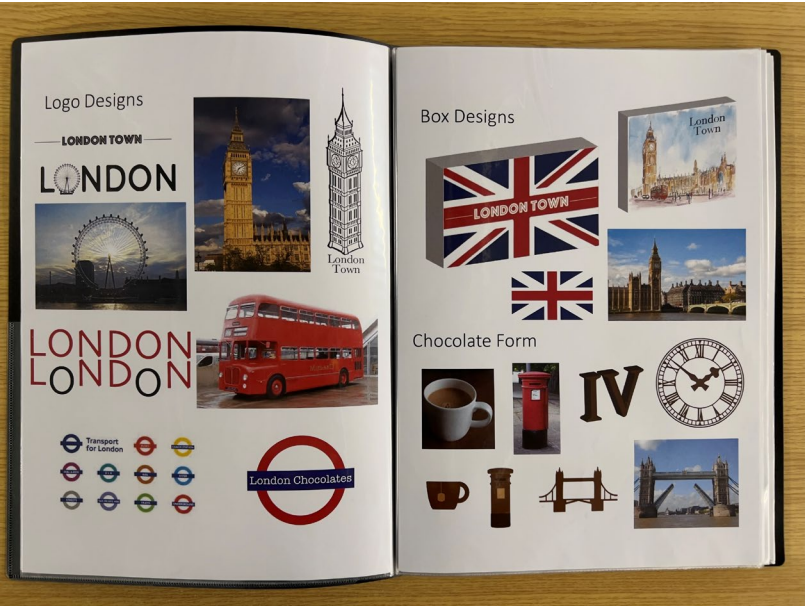 Logo Designs
LONDON TOWN
LONDON
London
Town
LONDON
LONDON
Transport
for London
London Chocolates
Box Designs
LONDON TOWN
London
Town
Chocolate Form
IV